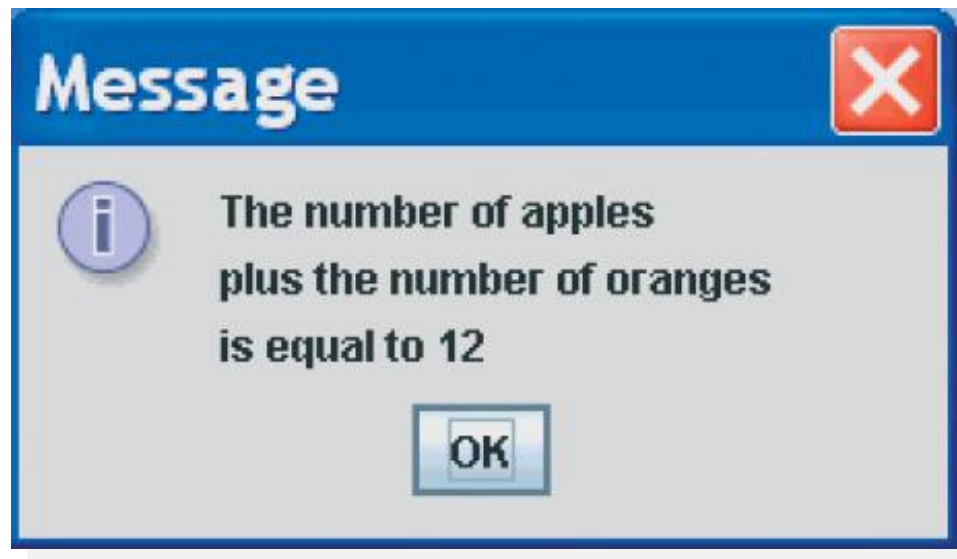 Message
The number of apples
plus the number of oranges
is equal to 12
OK